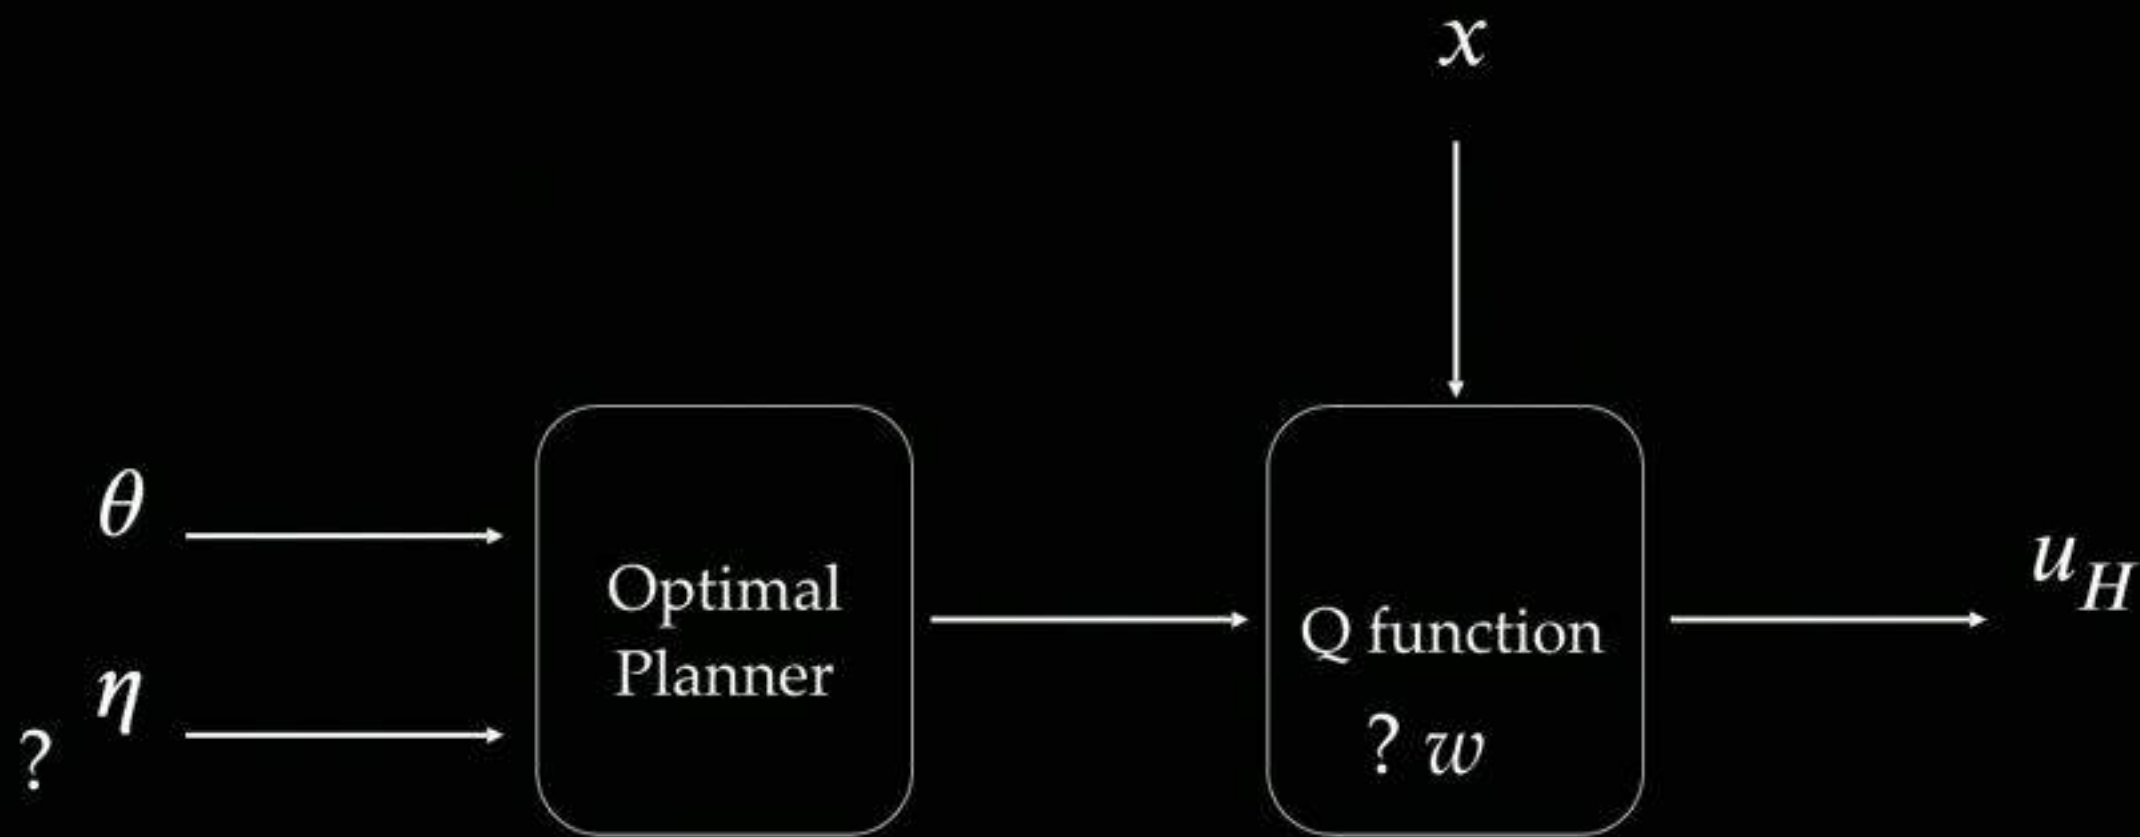 x
θ
η
?
Optimal
Planner
Q function
? w
u_H